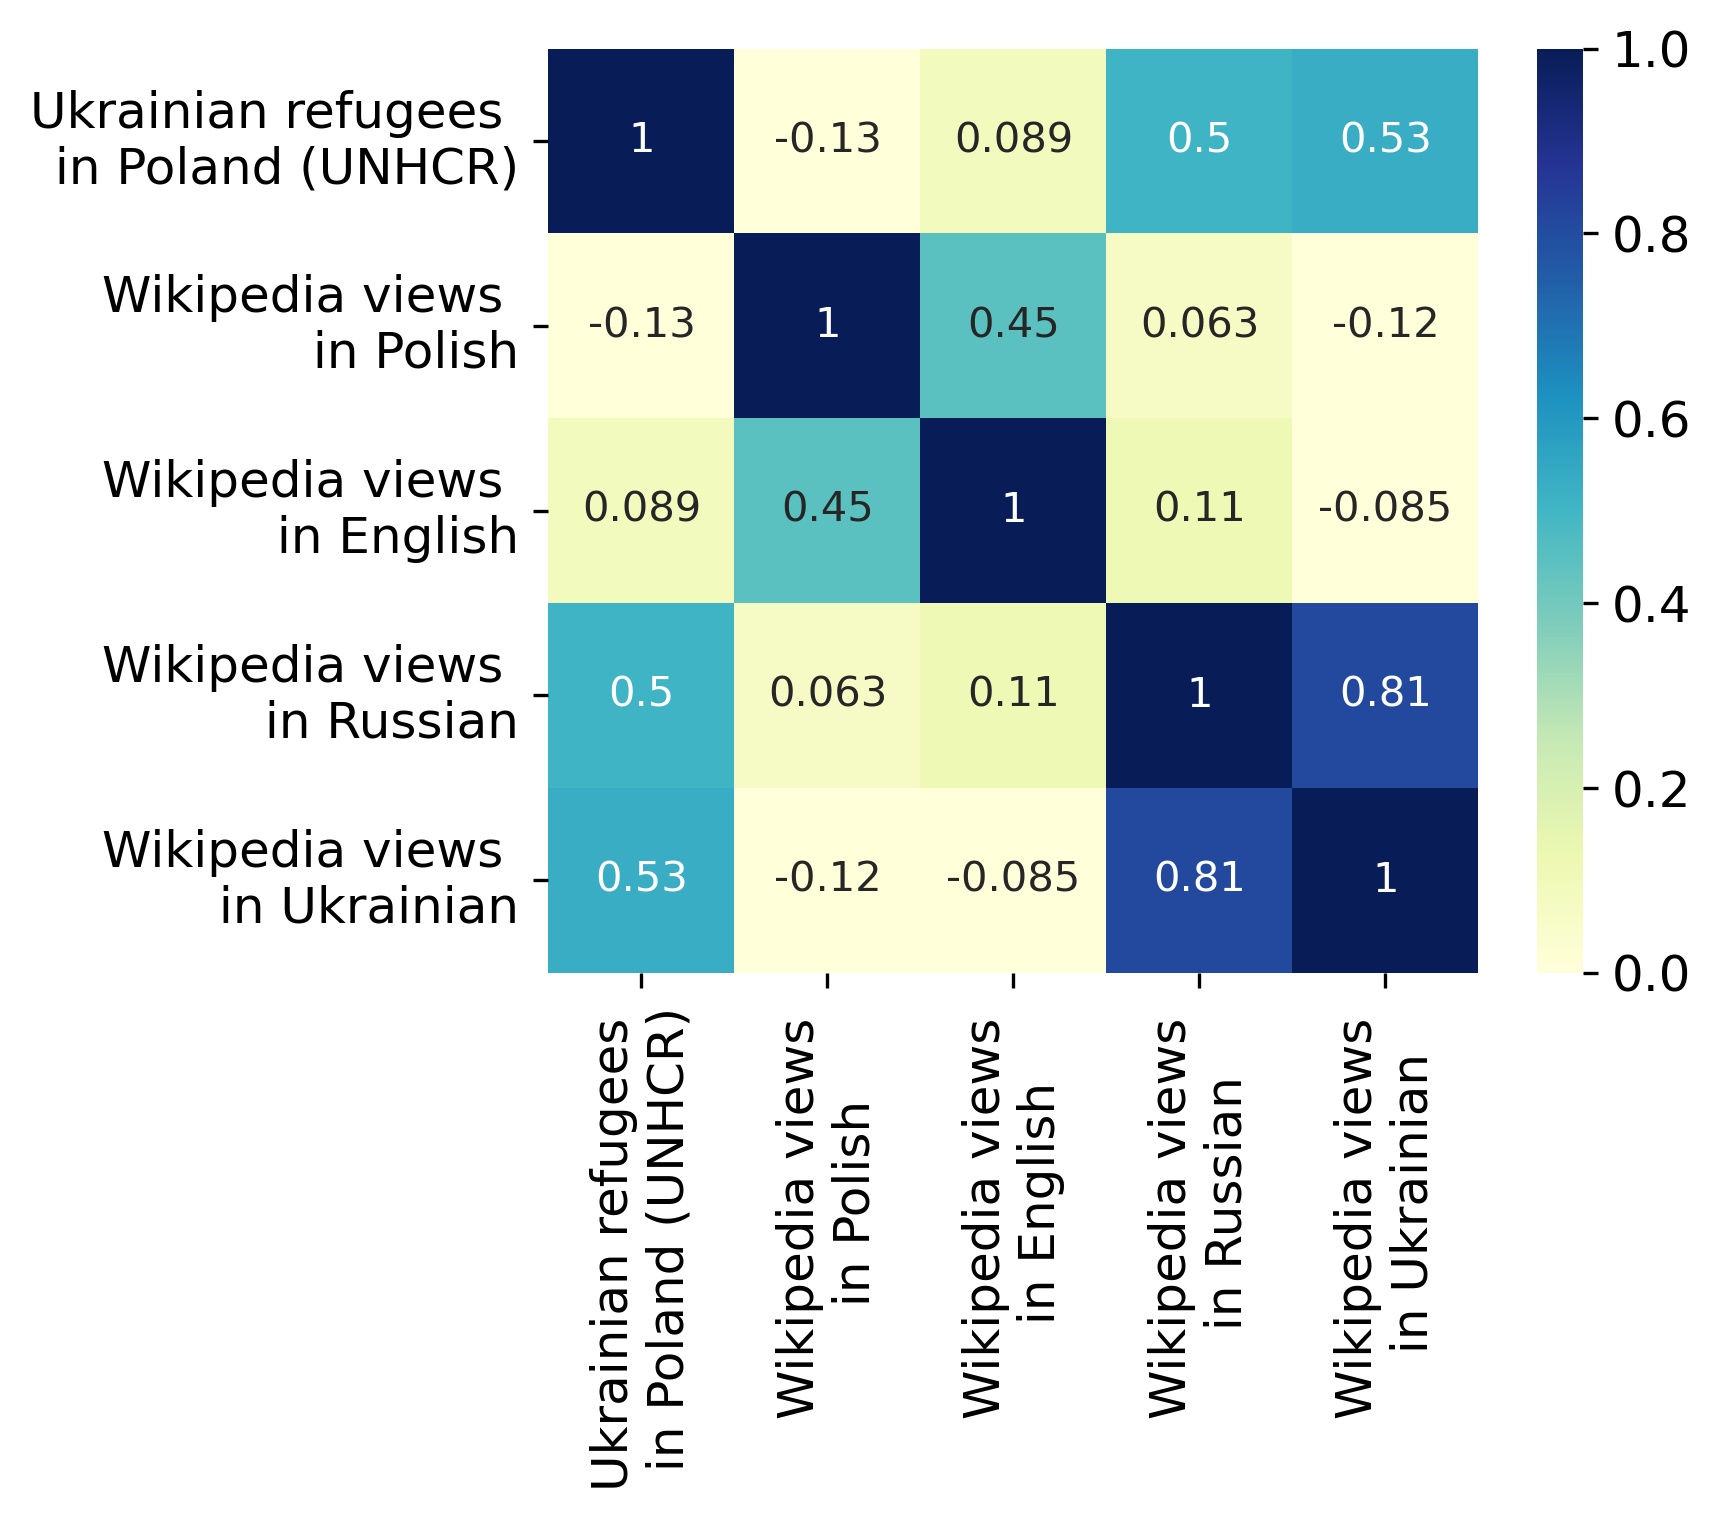 Ukrainian refugees
in Poland (UNHCR)
1 -0.13 0.089 0.5 0.53
Wikipedia views
in Polish
-0.13 1 0.45 0.063 -0.12
Wikipedia views
in English
0.089 0.45 1 0.11 -0.085
Wikipedia views
in Russian
0.5 0.063 0.11 1 0.81
Wikipedia views
in Ukrainian
0.53 -0.12 -0.085 0.81 1
Ukrainian refugees
in Poland (UNHCR)
Wikipedia views
in Polish
Wikipedia views
in English
Wikipedia views
in Russian
Wikipedia views
in Ukrainian
1.0
0.8
0.6
0.4
0.2
0.0